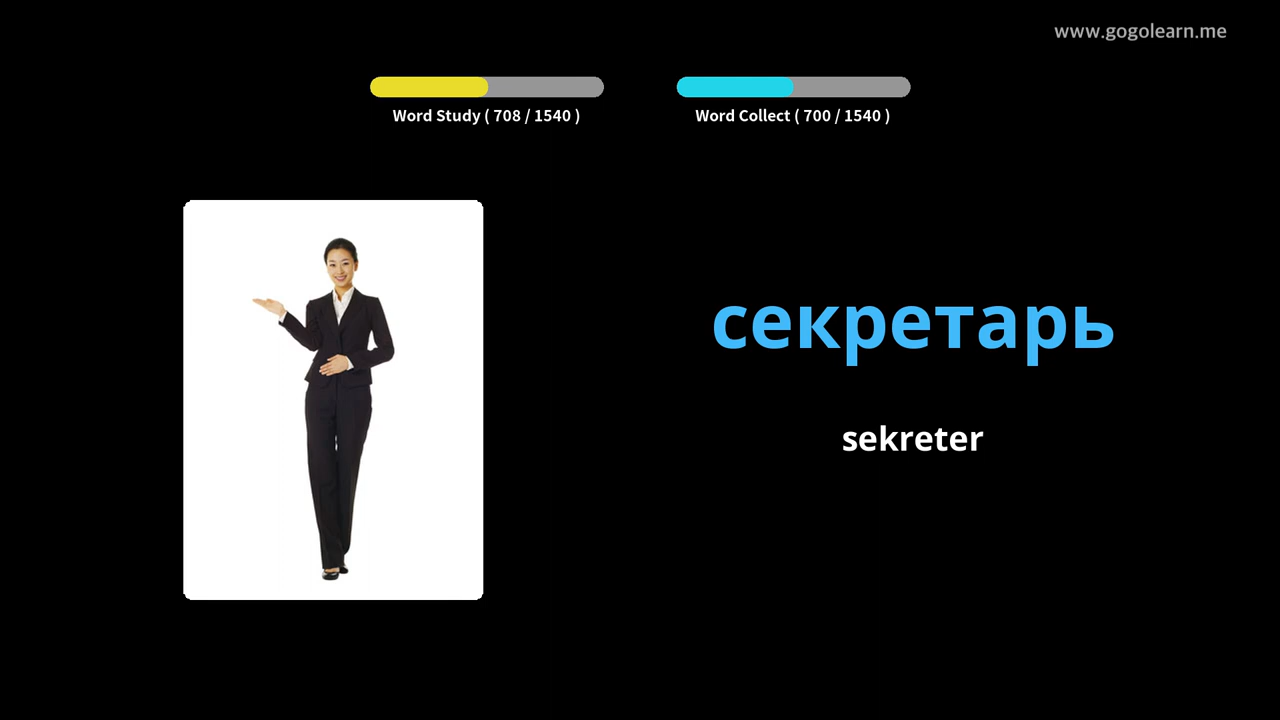 www.gogolearn.me
Word Study ( 708 / 1540 )
Word Collect ( 700 / 1540 )
секретарь
sekreter